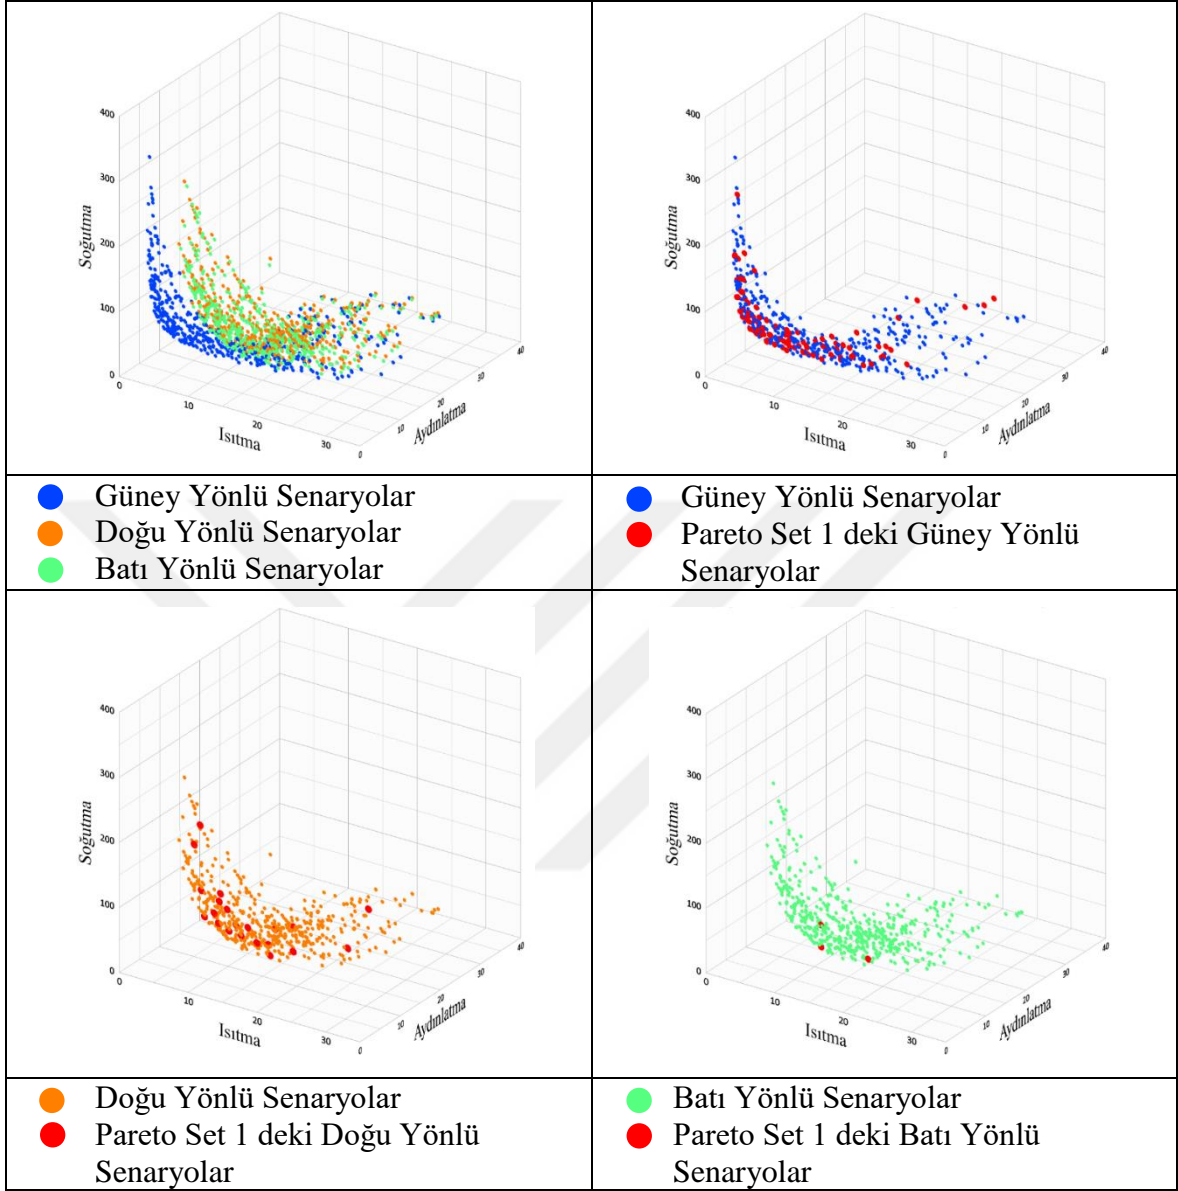 400
300
200
100
0
Soğutma
0
10
20
30
Isıtma
0
10
20
30
40
Aydınlatma
400
300
200
100
0
Soğutma
0
10
20
30
Isıtma
0
10
20
30
40
Aydınlatma
Güney Yönlü Senaryolar
Doğu Yönlü Senaryolar
Batı Yönlü Senaryolar
Güney Yönlü Senaryolar
Pareto Set 1 deki Güney Yönlü
Senaryolar
400
300
200
100
0
Soğutma
0
10
20
30
Isıtma
0
10
20
30
40
Aydınlatma
400
300
200
100
0
Soğutma
0
10
20
30
Isıtma
0
10
20
30
40
Aydınlatma
Doğu Yönlü Senaryolar
Pareto Set 1 deki Doğu Yönlü
Senaryolar
Batı Yönlü Senaryolar
Pareto Set 1 deki Batı Yönlü
Senaryolar